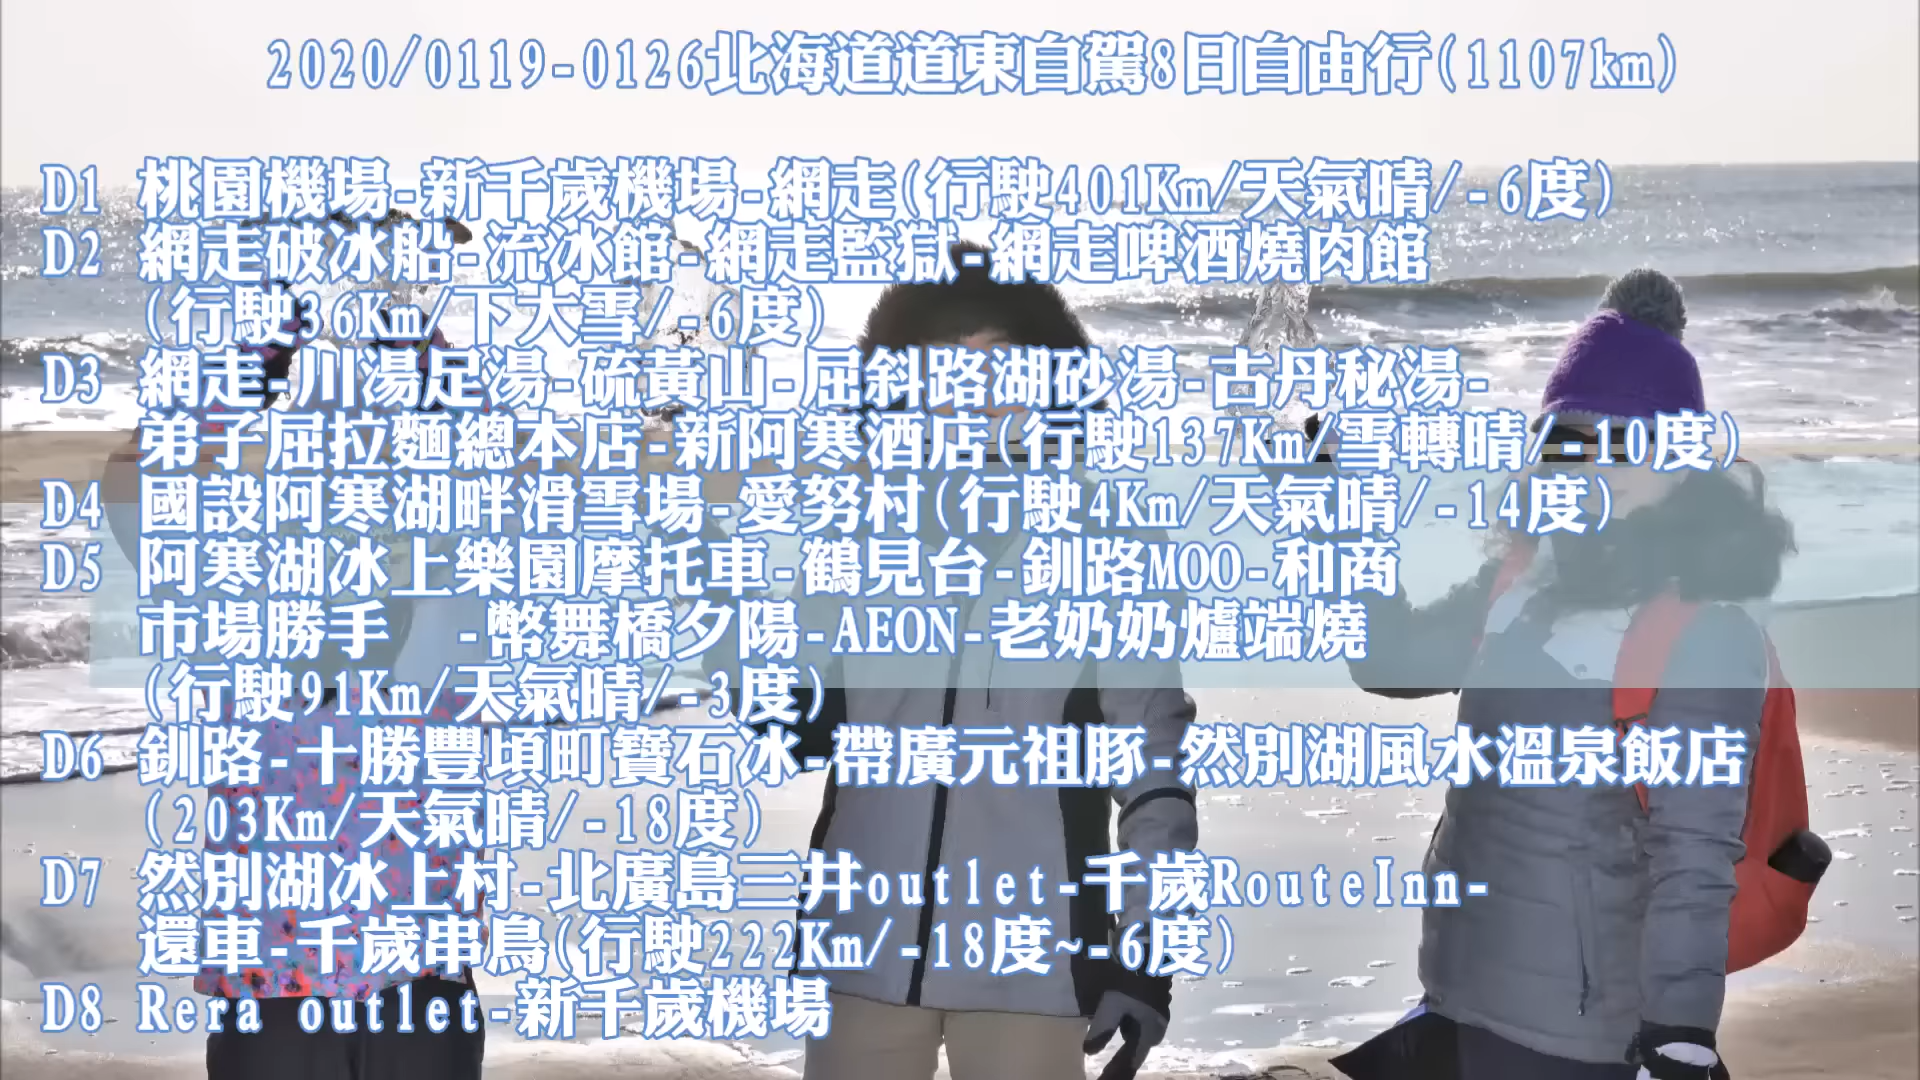 2020/0119-0126北海道道東自駕8日自由行(1107km)
D1 桃園機場-新千歲機場-網走(行駛401Km/天氣晴/-6度)
D2 網走破冰船-流冰館-網走監獄-網走啤酒燒肉館
(行駛36Km/下大雪/-6度)
D3 網走-川湯足湯-硫黃山-屈斜路湖砂湯-古丹秘湯-
弟子屈拉麵總本店-新阿寒酒店(行駛137Km/雪轉晴/-10度)
D4 國設阿寒湖畔滑雪場-愛努村(行駛4Km/天氣晴/-14度)
D5 阿寒湖冰上樂園摩托車-鶴見台-釧路MOO-和商
市場勝手 -幣舞橋夕陽-AEON-老奶奶爐端燒
(行駛91Km/天氣晴/-3度)
D6 釧路-十勝豐頃町寶石冰-帶廣元祖豚-然別湖風水溫泉飯店
(203Km/天氣晴/-18度)
D7 然別湖冰上村-北廣島三井outlet-千歲RouteInn-
還車-千歲串鳥(行駛222Km/-18度~-6度)
D8 Rera outlet-新千歲機場